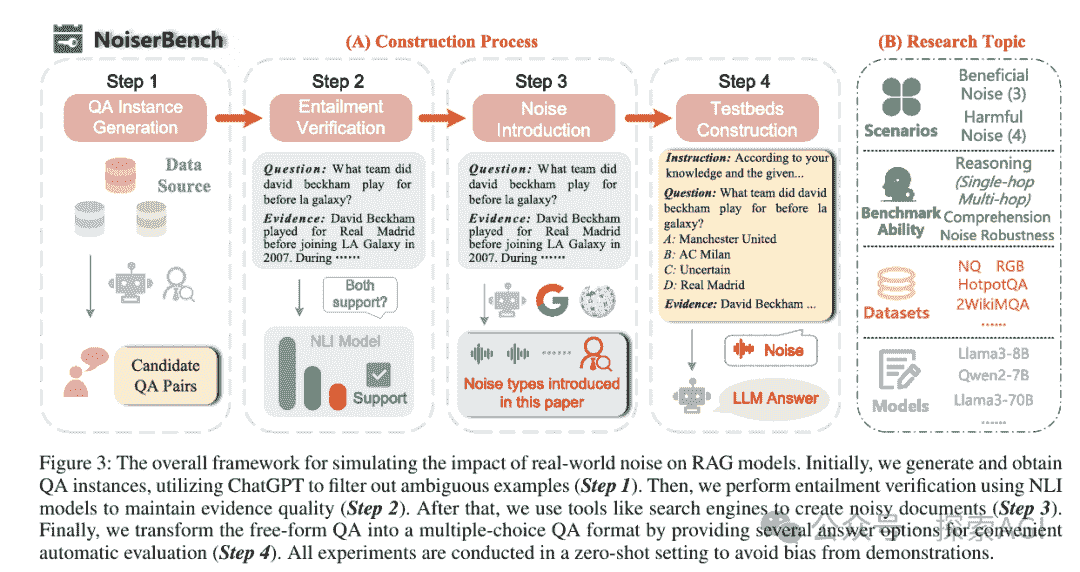 NoiserBench
(A) Construction Process
(B) Research Topic
Step 1
QA Instance
Generation
Data
Source
Candidate
QA Pairs
Step 2
Entailment
Verification
Question: What team did
david beckham play for
before la galaxy?
Evidence: David Beckham
played for Real Madrid
before joining LA Galaxy in
2007. During ······
Both
support?
NLI Model
Support
Step 3
Noise
Introduction
Question: What team did
david beckham play for
before la galaxy?
Evidence: David Beckham
played for Real Madrid
before joining LA Galaxy in
2007. During ······
G
W
······
Noise types introduced
in this paper
Step 4
Testbeds
Construction
Instruction: According to your
knowledge and the given...
Question: What team did david
beckham play for before la
galaxy?
A: Manchester United
B: AC Milan
C: Uncertain
D: Real Madrid
Evidence: David Beckham ...
Noise
LLM Answer
Scenarios
Beneficial
Noise (3)
Harmful
Noise (4)
Benchmark
Ability
Reasoning
(Single-hop
Multi-hop)
Comprehension
Noise Robustness
Datasets
NQ RGB
HotpotQA
2WikiMQA
······
Models
Llama3-8B
Qwen2-7B
Llama3-70B
······
Figure 3: The overall framework for simulating the impact of real-world noise on RAG models. Initially, we generate and obtain
QA instances, utilizing ChatGPT to filter out ambiguous examples (Step 1). Then, we perform entailment verification using NLI
models to maintain evidence quality (Step 2). After that, we use tools like search engines to create noisy documents (Step 3).
Finally, we transform the free-form QA into a multiple-choice QA format by providing several answer options for convenient
automatic evaluation (Step 4). All experiments are conducted in a zero-shot setting to avoid bias from demonstrations.
公众号 · 探索AGI